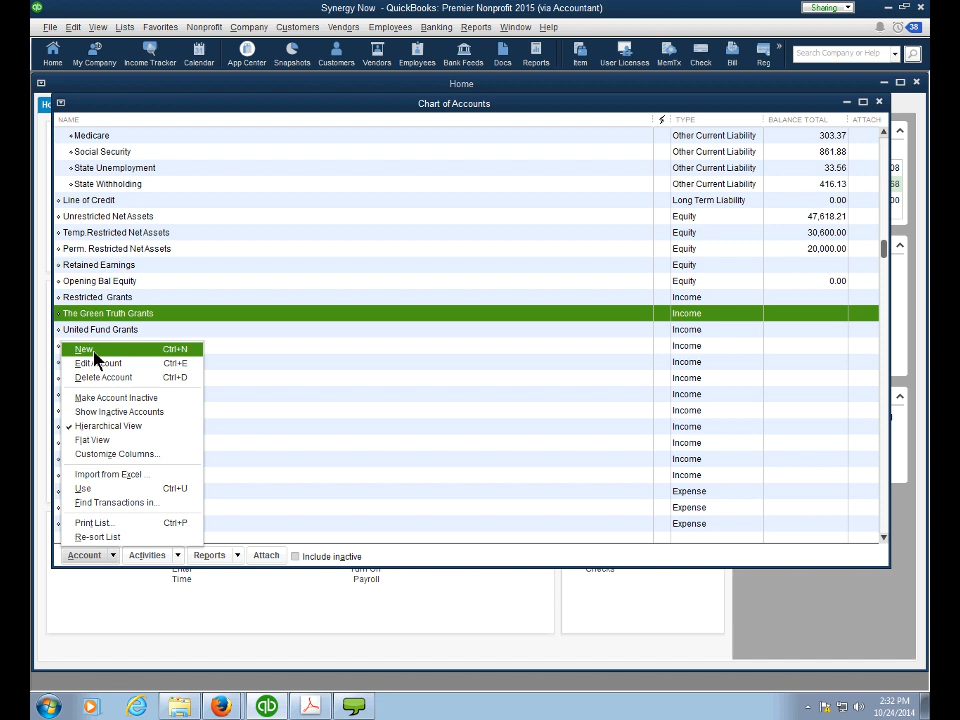 Synergy Now - QuickBooks: Premier Nonprofit 2015 (via Accountant)
Sharing
File Edit View Lists Favorites Nonprofit Company Customers Vendors Employees Banking Reports Window Help
38
Home My Company Income Tracker Calendar App Center Snapshots Customers Vendors Employees Bank Feeds Docs Reports Item User Licenses MemTx Check Bill Reg »
Search Company or Help
Home
Chart of Accounts
NAME TYPE BALANCE TOTAL ATTACH
Medicare Other Current Liability 303.37
Social Security Other Current Liability 861.88
State Unemployment Other Current Liability 33.56
State Withholding Other Current Liability 416.13
Line of Credit Long Term Liability 0.00
Unrestricted Net Assets Equity 47,618.21
Temp.Restricted Net Assets Equity 30,600.00
Perm. Restricted Net Assets Equity 20,000.00
Retained Earnings Equity
Opening Bal Equity Equity 0.00
Restricted Grants Income
The Green Truth Grants Income
United Fund Grants Income
Income
Income
Income
Income
Income
Income
Income
Income
Income
Expense
Expense
Expense
New Ctrl+N
Edit Account Ctrl+E
Delete Account Ctrl+D
Make Account Inactive
Show Inactive Accounts
Hierarchical View
Flat View
Customize Columns...
Import from Excel...
Use Ctrl+U
Find Transactions in...
Print List... Ctrl+P
Re-sort List
Account Activities Reports Attach Include inactive
Enter
Time
Turn On
Payroll
Checks
2:32 PM
10/24/2014